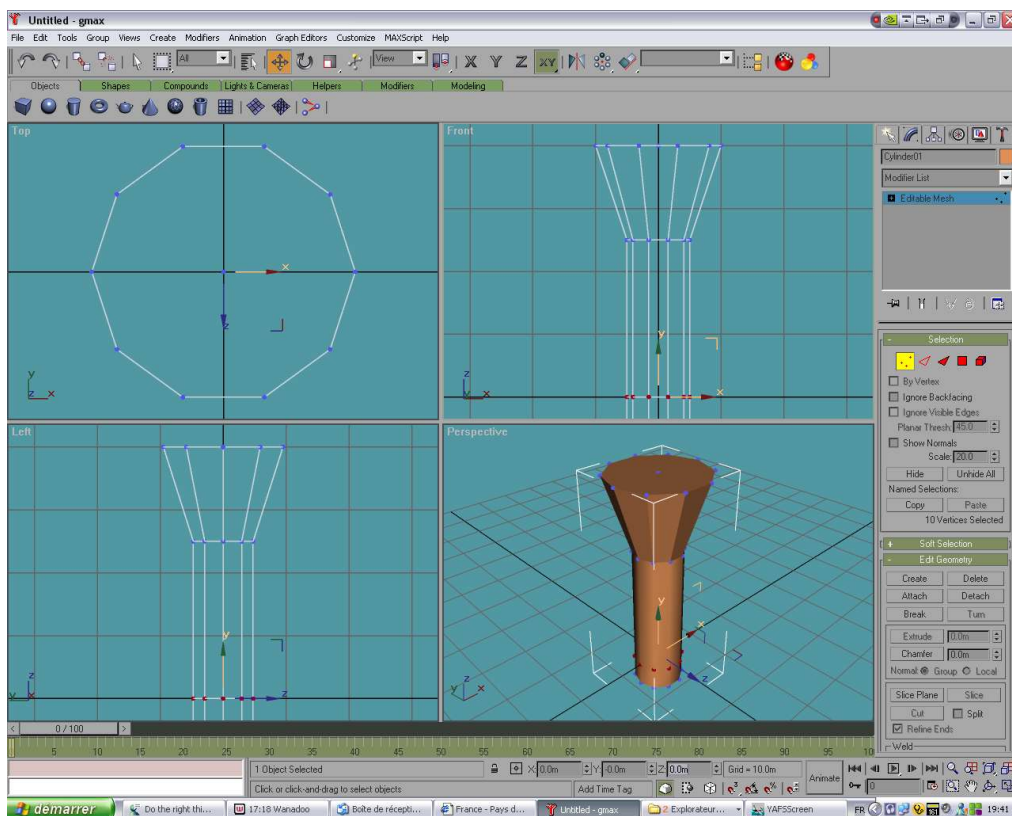 Untitled - gmax
File Edit Tools Group Views Create Modifiers Animation Graph Editors Customize MAXScript Help
All View X Y Z XY
Objects Shapes Compounds Lights & Cameras Helpers Modifiers Modeling
Top
x
z
y
z x
Front
y
x
z
y x
Left
y
z
z
y x
Perspective
y
x
z
z
y x
Cylinder01
Modifier List
Editable Mesh
- Selection
By Vertex
Ignore Backfacing
Ignore Visible Edges
Planar Thresh: 45.0
Show Normals
Scale: 20.0
Hide Unhide All
Named Selections:
Copy Paste
10 Vertices Selected
+ Soft Selection
- Edit Geometry
Create Delete
Attach Detach
Break Turn
Extrude 0.0m
Chamfer 0.0m
Normal: Group Local
Slice Plane Slice
Cut Split
Refine Ends
Weld
< 0 / 100 >
5 10 15 20 25 30 35 40 45 50 55 60 65 70 75 80 85 90 95 100
1 Object Selected X: 0.0m Y: -0.0m Z: 0.0m Grid = 10.0m
Click or click-and-drag to select objects Add Time Tag
Animate
0
démarrer Do the right thi... 17:18 Wanadoo Boîte de récepti... France - Pays d... Untitled - gmax 2 Explorateur... YAFSScreen FR 19:41